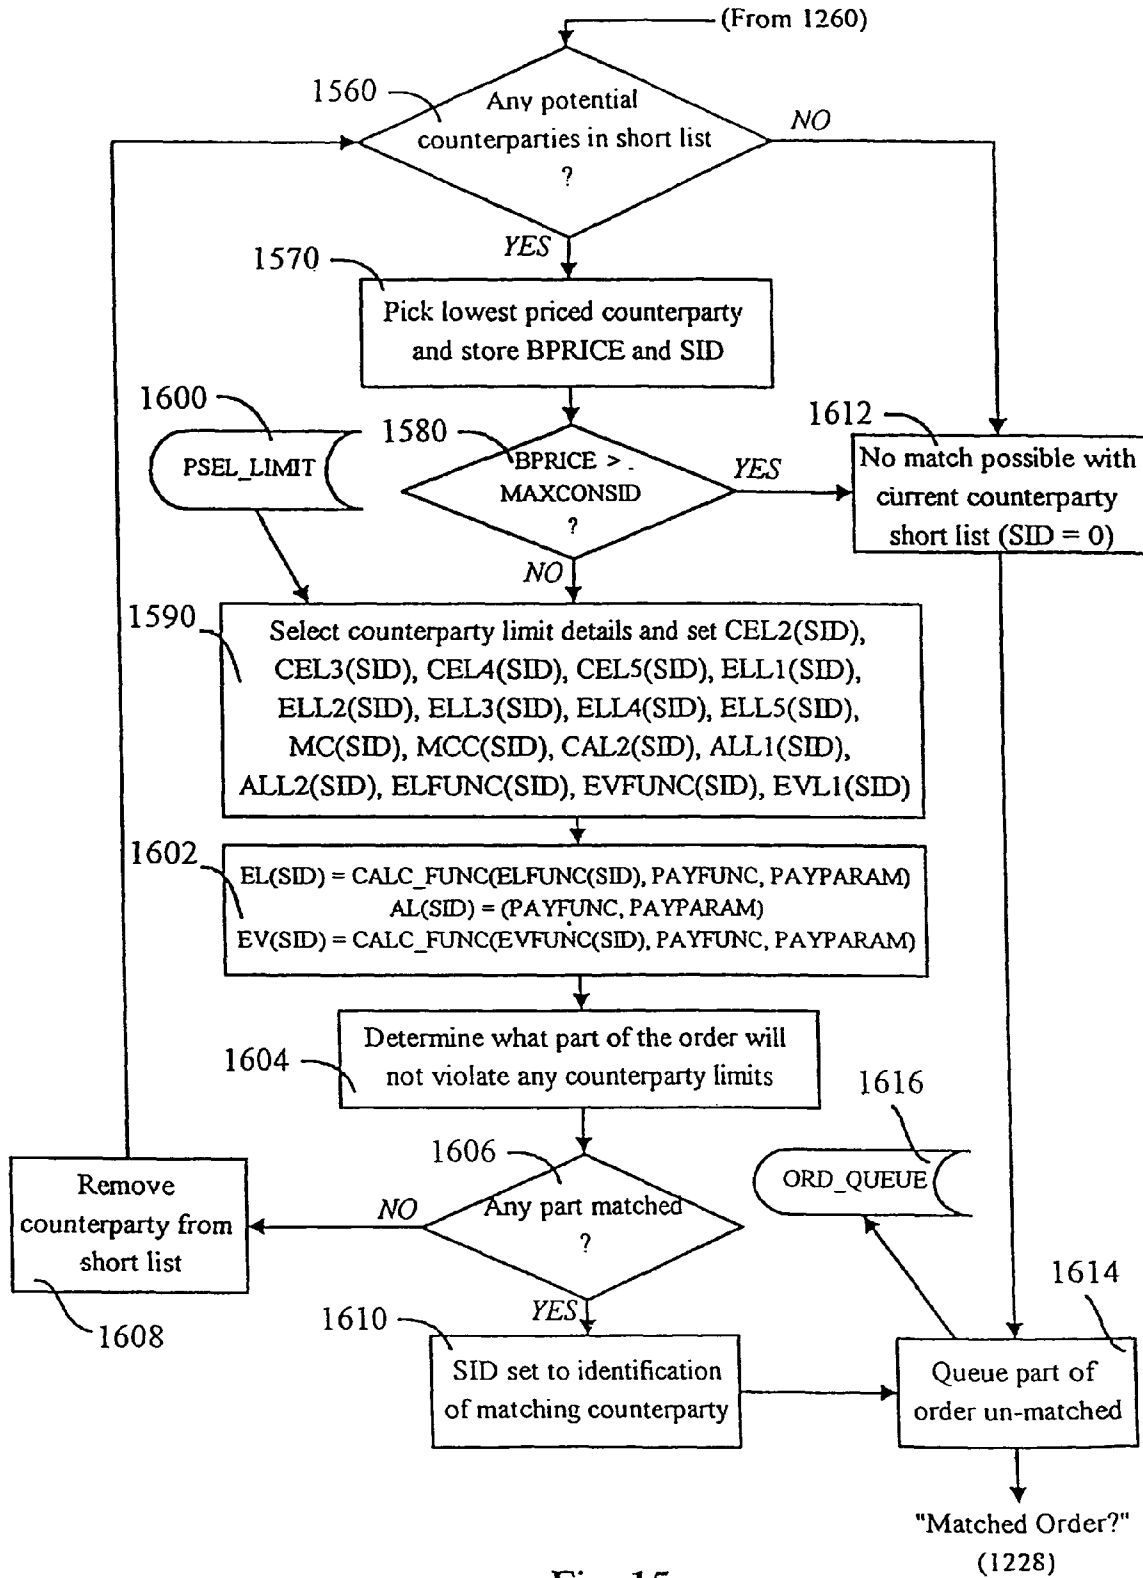 (From 1260)
1560
Any potential
counterparties in short list
?
NO
YES
1570
Pick lowest priced counterparty
and store BPRICE and SID
1600
PSEL_LIMIT
1580
BPRICE >
MAXCONSID
?
YES
NO
1612
No match possible with
current counterparty
short list (SID = 0)
1590
Select counterparty limit details and set CEL2(SID),
CEL3(SID), CEL4(SID), CEL5(SID), ELL1(SID),
ELL2(SID), ELL3(SID), ELL4(SID), ELL5(SID),
MC(SID), MCC(SID), CAL2(SID), ALL1(SID),
ALL2(SID), ELFUNC(SID), EVFUNC(SID), EVL1(SID)
1602
EL(SID) = CALC_FUNC(ELFUNC(SID), PAYFUNC, PAYPARAM)
AL(SID) = (PAYFUNC, PAYPARAM)
EV(SID) = CALC_FUNC(EVFUNC(SID), PAYFUNC, PAYPARAM)
1604
Determine what part of the order will
not violate any counterparty limits
1606
Any part matched
?
NO
YES
Remove
counterparty from
short list
1608
1616
ORD_QUEUE
1610
SID set to identification
of matching counterparty
1614
Queue part of
order un-matched
"Matched Order?"
(1228)